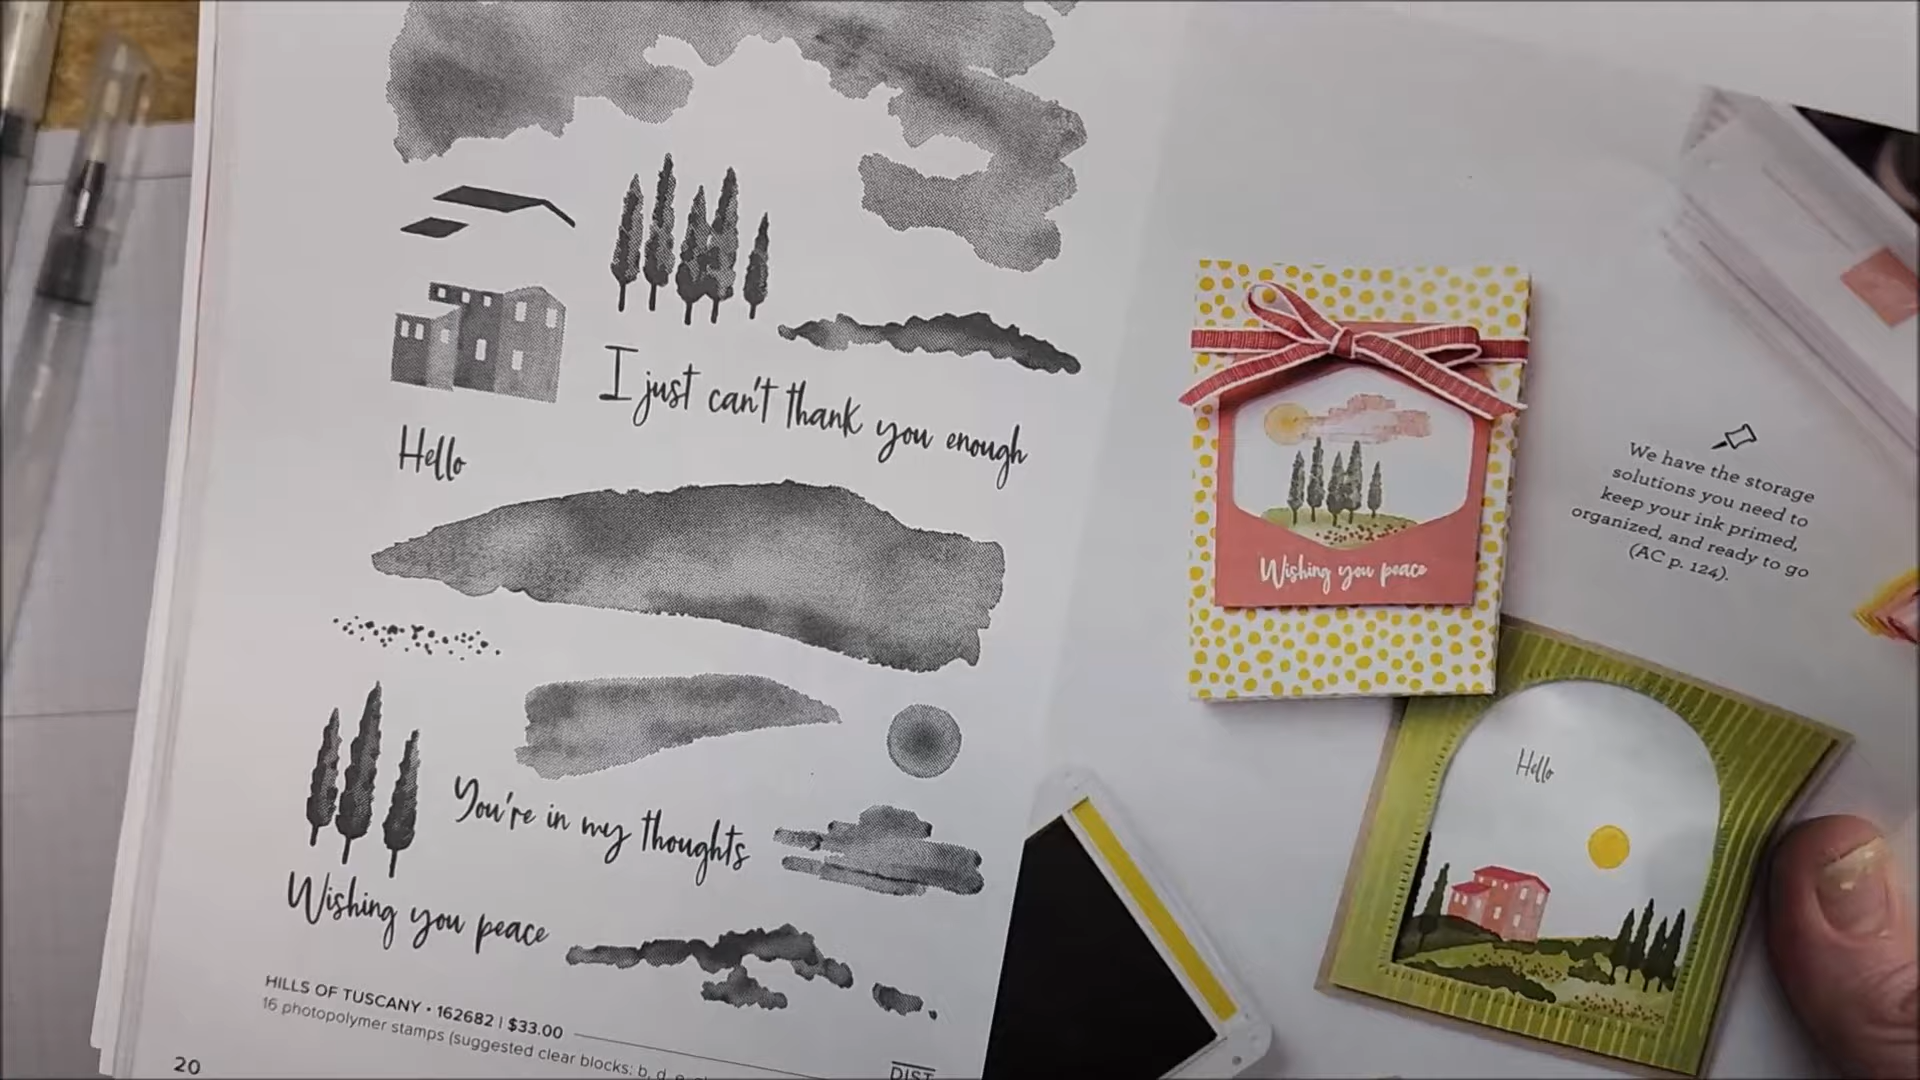 I just can't thank you enough
Hello
You're in my thoughts
Wishing you peace
HILLS OF TUSCANY • 162682 | $33.00
16 photopolymer stamps (suggested clear blocks: b, d,
20
DIST
Wishing you peace
We have the storage
solutions you need to
keep your ink primed,
organized, and ready to go
(AC p. 124).
Hello